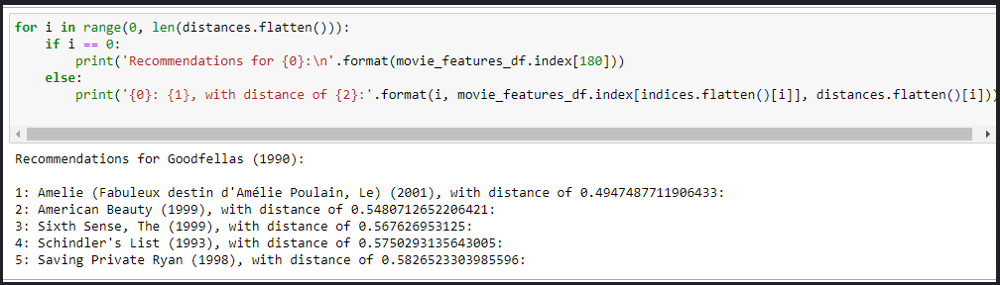 for i in range(0, len(distances.flatten())):
    if i == 0:
        print('Recommendations for {0}:\n'.format(movie_features_df.index[180]))
    else:
        print('{0}: {1}, with distance of {2}:'.format(i, movie_features_df.index[indices.flatten()[i]], distances.flatten()[i]))
Recommendations for Goodfellas (1990):
1: Amelie (Fabuleux destin d'Amélie Poulain, Le) (2001), with distance of 0.4947487711906433:
2: American Beauty (1999), with distance of 0.5480712652206421:
3: Sixth Sense, The (1999), with distance of 0.567626953125:
4: Schindler's List (1993), with distance of 0.5750293135643005:
5: Saving Private Ryan (1998), with distance of 0.5826523303985596: